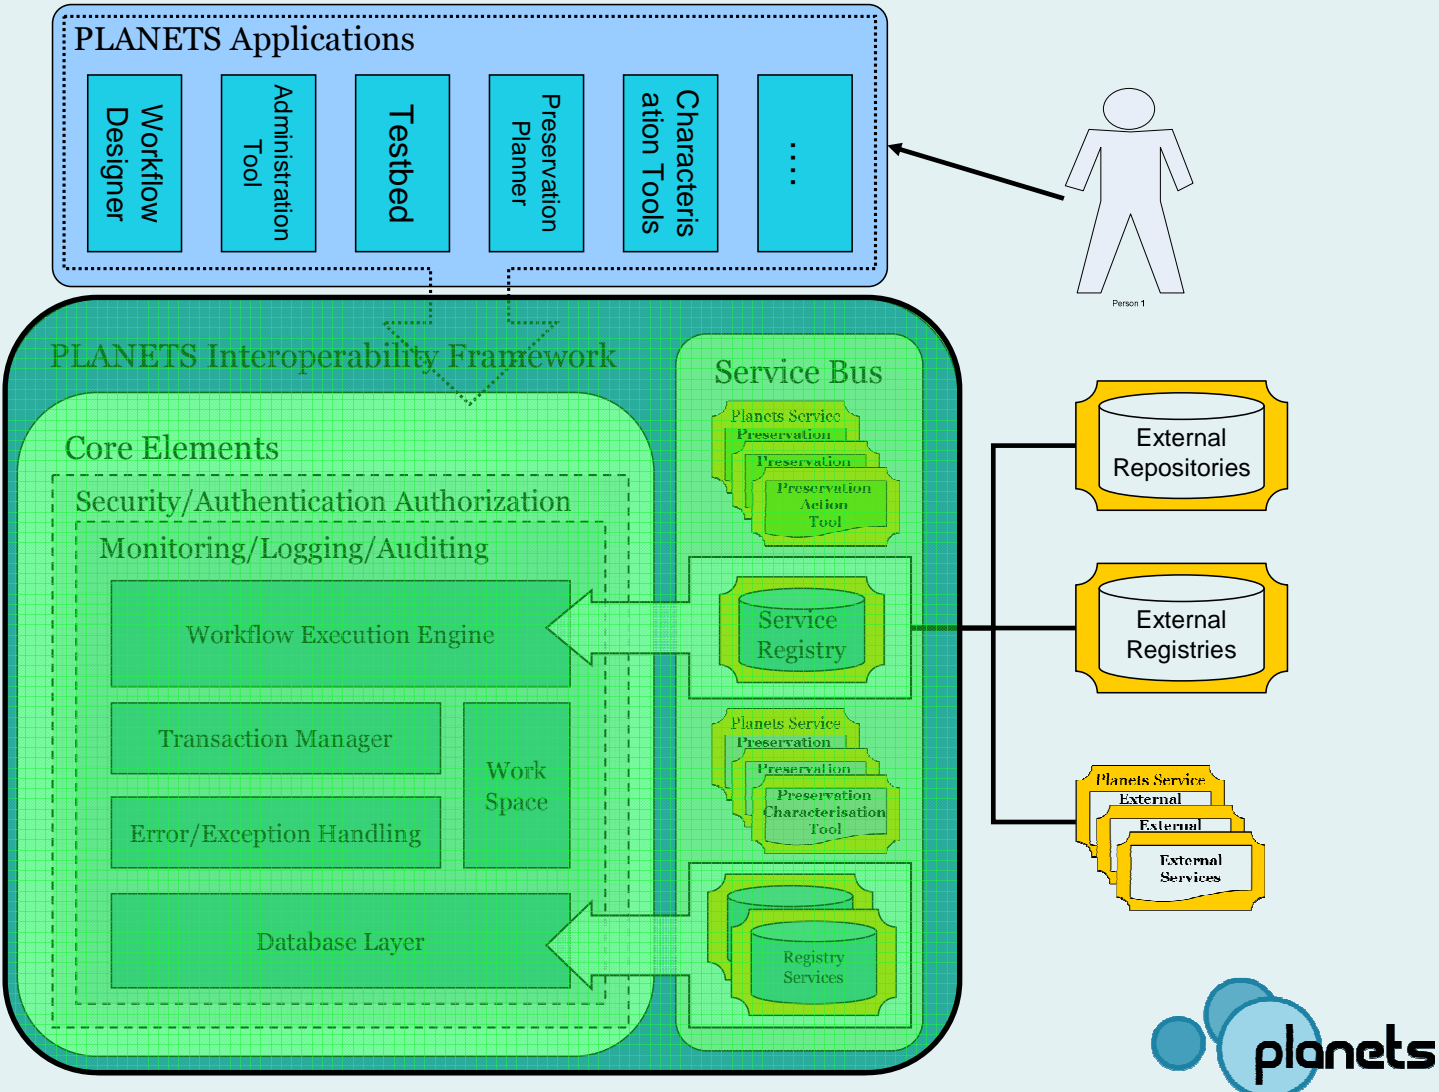 PLANETS Applications
Workflow
Designer
Administration
Tool
Testbed
Preservation
Planner
Characteris
ation Tools
....
Person 1
PLANETS Interoperability Framework
Core Elements
Security/Authentication Authorization
Monitoring/Logging/Auditing
Workflow Execution Engine
Transaction Manager
Error/Exception Handling
Work
Space
Database Layer
Service Bus
Planets Service
Preservation
Preservation
Preservation
Action
Tool
Service
Registry
Planets Service
Preservation
Preservation
Preservation
Characterisation
Tool
Registry
Services
External
Repositories
External
Registries
Planets Service
External
External
External
Services
planets